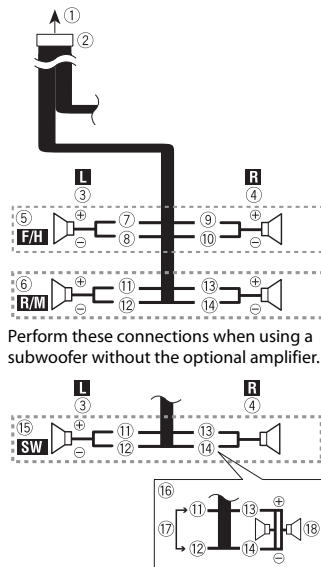 ①
②
L R
③ ④
⑤ ⊕ ⑦ ⑨ ⊕
F/H ⊖ ⑧ ⑩ ⊖
⑥ ⊕ ⑪ ⑬ ⊕
R/M ⊖ ⑫ ⑭ ⊖
Perform these connections when using a
subwoofer without the optional amplifier.
L R
③ ④
⑮ ⊕ ⑪ ⑬
SW ⊖ ⑫ ⑭
⑯
⑪ ⑬ ⊕
⑰ ⑱
⑫ ⑭ ⊖